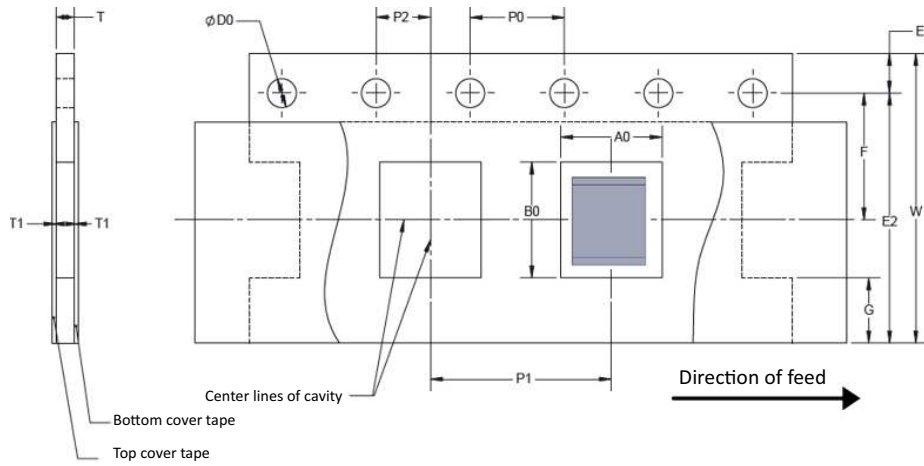 T
ϕD0
P2
P0
E
A0
F
T1
T1
B0
E2
W
G
Center lines of cavity
P1
Direction of feed
Bottom cover tape
Top cover tape